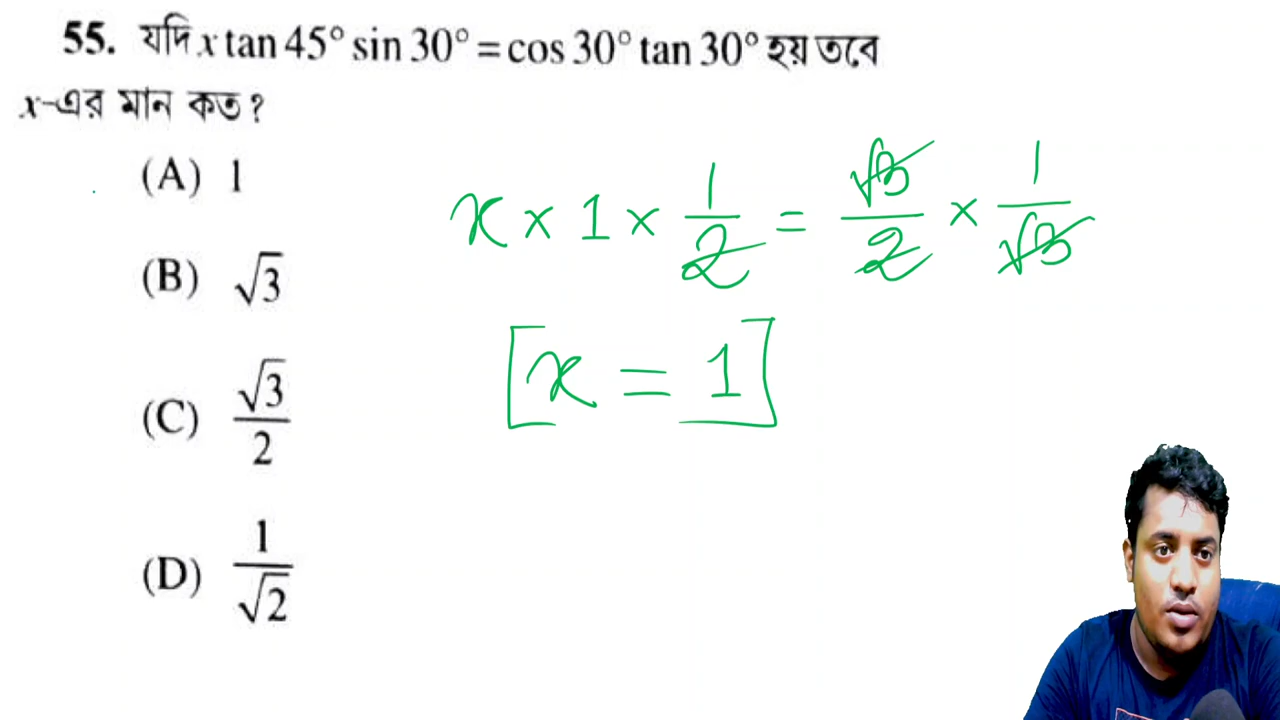 55. যদি x tan 45° sin 30° = cos 30° tan 30° হয় তবে
x-এর মান কত?
(A) 1
(B) √3
(C) √3/2
(D) 1/√2
x × 1 × 1/2 = √3/2 × 1/√3
[x = 1]